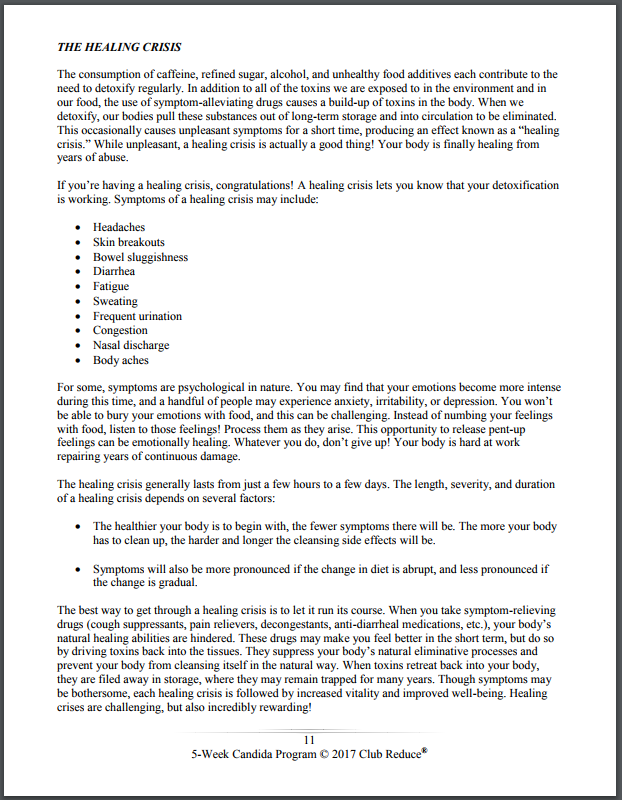 THE HEALING CRISIS
The consumption of caffeine, refined sugar, alcohol, and unhealthy food additives each contribute to the
need to detoxify regularly. In addition to all of the toxins we are exposed to in the environment and in
our food, the use of symptom-alleviating drugs causes a build-up of toxins in the body. When we
detoxify, our bodies pull these substances out of long-term storage and into circulation to be eliminated.
This occasionally causes unpleasant symptoms for a short time, producing an effect known as a “healing
crisis.” While unpleasant, a healing crisis is actually a good thing! Your body is finally healing from
years of abuse.
If you’re having a healing crisis, congratulations! A healing crisis lets you know that your detoxification
is working. Symptoms of a healing crisis may include:
• Headaches
• Skin breakouts
• Bowel sluggishness
• Diarrhea
• Fatigue
• Sweating
• Frequent urination
• Congestion
• Nasal discharge
• Body aches
For some, symptoms are psychological in nature. You may find that your emotions become more intense
during this time, and a handful of people may experience anxiety, irritability, or depression. You won’t
be able to bury your emotions with food, and this can be challenging. Instead of numbing your feelings
with food, listen to those feelings! Process them as they arise. This opportunity to release pent-up
feelings can be emotionally healing. Whatever you do, don’t give up! Your body is hard at work
repairing years of continuous damage.
The healing crisis generally lasts from just a few hours to a few days. The length, severity, and duration
of a healing crisis depends on several factors:
• The healthier your body is to begin with, the fewer symptoms there will be. The more your body
has to clean up, the harder and longer the cleansing side effects will be.
• Symptoms will also be more pronounced if the change in diet is abrupt, and less pronounced if
the change is gradual.
The best way to get through a healing crisis is to let it run its course. When you take symptom-relieving
drugs (cough suppressants, pain relievers, decongestants, anti-diarrheal medications, etc.), your body’s
natural healing abilities are hindered. These drugs may make you feel better in the short term, but do so
by driving toxins back into the tissues. They suppress your body’s natural eliminative processes and
prevent your body from cleansing itself in the natural way. When toxins retreat back into your body,
they are filed away in storage, where they may remain trapped for many years. Though symptoms may
be bothersome, each healing crisis is followed by increased vitality and improved well-being. Healing
crises are challenging, but also incredibly rewarding!
11
5-Week Candida Program © 2017 Club Reduce®